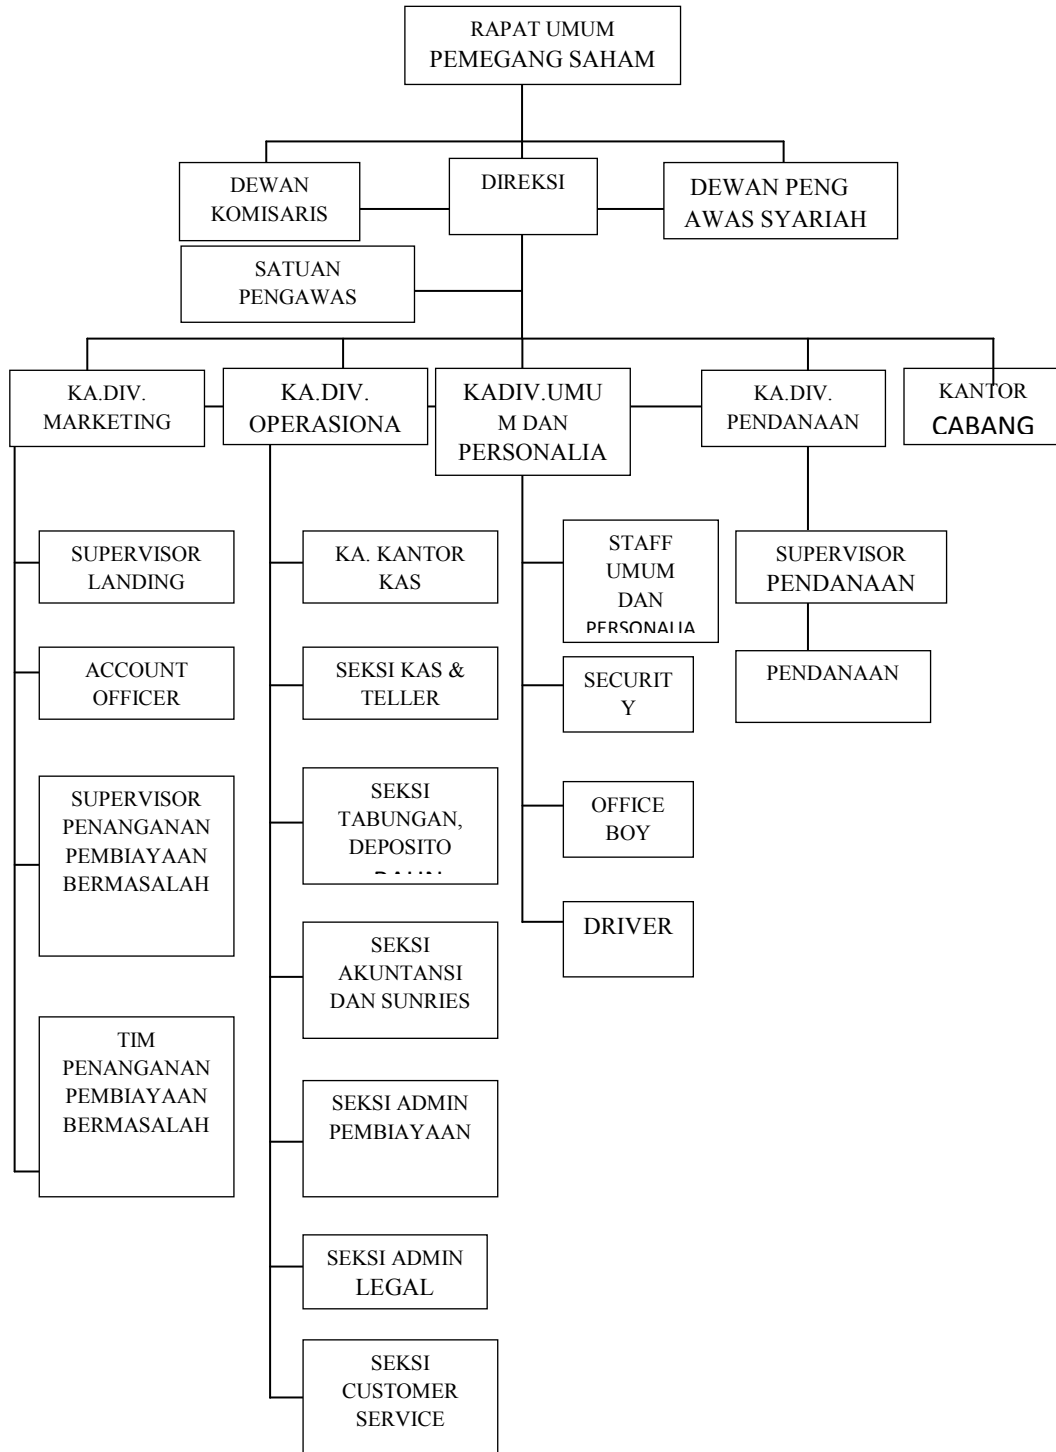 RAPAT UMUM
PEMEGANG SAHAM
DEWAN
KOMISARIS
DIREKSI
DEWAN PENG
AWAS SYARIAH
SATUAN
PENGAWAS
KA.DIV.
MARKETING
KA.DIV.
OPERASIONA
KADIV.UMU
M DAN
PERSONALIA
KA.DIV.
PENDANAAN
KANTOR
CABANG
SUPERVISOR
LANDING
ACCOUNT
OFFICER
SUPERVISOR
PENANGANAN
PEMBIAYAAN
BERMASALAH
TIM
PENANGANAN
PEMBIAYAAN
BERMASALAH
KA. KANTOR
KAS
SEKSI KAS &
TELLER
SEKSI
TABUNGAN,
DEPOSITO
SEKSI
AKUNTANSI
DAN SUNRIES
SEKSI ADMIN
PEMBIAYAAN
SEKSI ADMIN
LEGAL
SEKSI
CUSTOMER
SERVICE
STAFF
UMUM
DAN
PERSONALIA
SECURIT
Y
OFFICE
BOY
DRIVER
SUPERVISOR
PENDANAAN
PENDANAAN